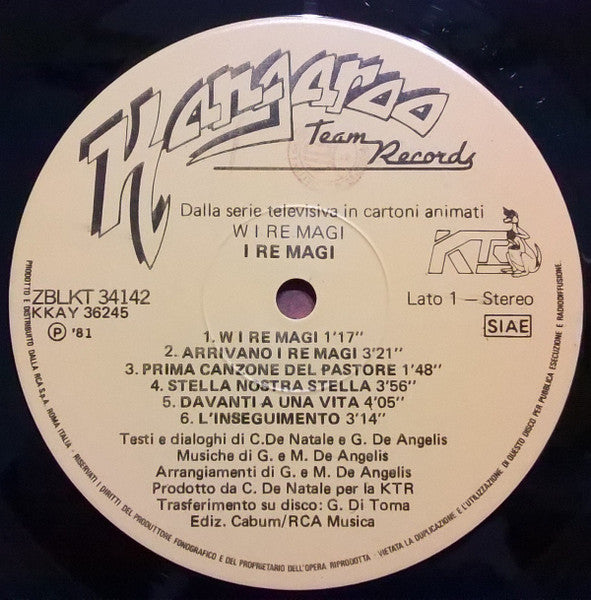 Kangaroo
Team Records
Dalla serie televisiva in cartoni animati
W I RE MAGI
I RE MAGI
KTR
ZBLKT 34142
KKAY 36245
P '81
Lato 1 — Stereo
SIAE
1. W I RE MAGI 1'17"
2. ARRIVANO I RE MAGI 3'21"
3. PRIMA CANZONE DEL PASTORE 1'48"
4. STELLA NOSTRA STELLA 3'56"
5. DAVANTI A UNA VITA 4'05"
6. L'INSEGUIMENTO 3'14"
Testi e dialoghi di C.De Natale e G. De Angelis
Musiche di G. e M. De Angelis
Arrangiamenti di G. e M. De Angelis
Prodotto da C. De Natale per la KTR
Trasferimento su disco: G. Di Toma
Ediz. Cabum/RCA Musica
PRODOTTO E DISTRIBUITO DALLA RCA S.p.A. ROMA ITALIA - RISERVATI I DIRITTI DEL PRODUTTORE FONOGRAFICO E DEL PROPRIETARIO DELL'OPERA RIPRODOTTA - VIETATA LA DUPLICAZIONE E L'UTILIZZAZIONE DI QUESTO DISCO PER PUBBLICA ESECUZIONE E RADIODIFFUSIONE.